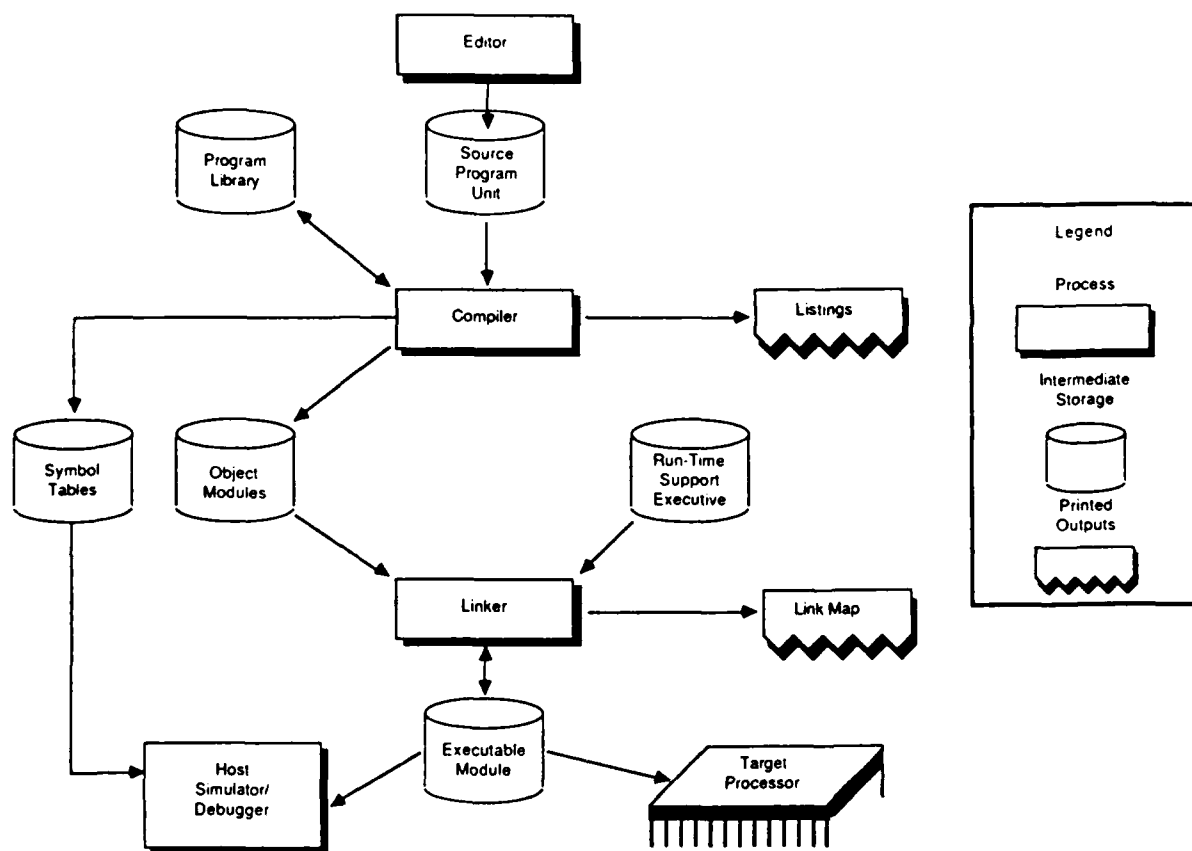 Editor
Program
Library
Source
Program
Unit
Legend
Process
Compiler
Listings
Intermediate
Storage
Symbol
Tables
Object
Modules
Run-Time
Support
Executive
Printed
Outputs
Linker
Link Map
Host
Simulator/
Debugger
Executable
Module
Target
Processor